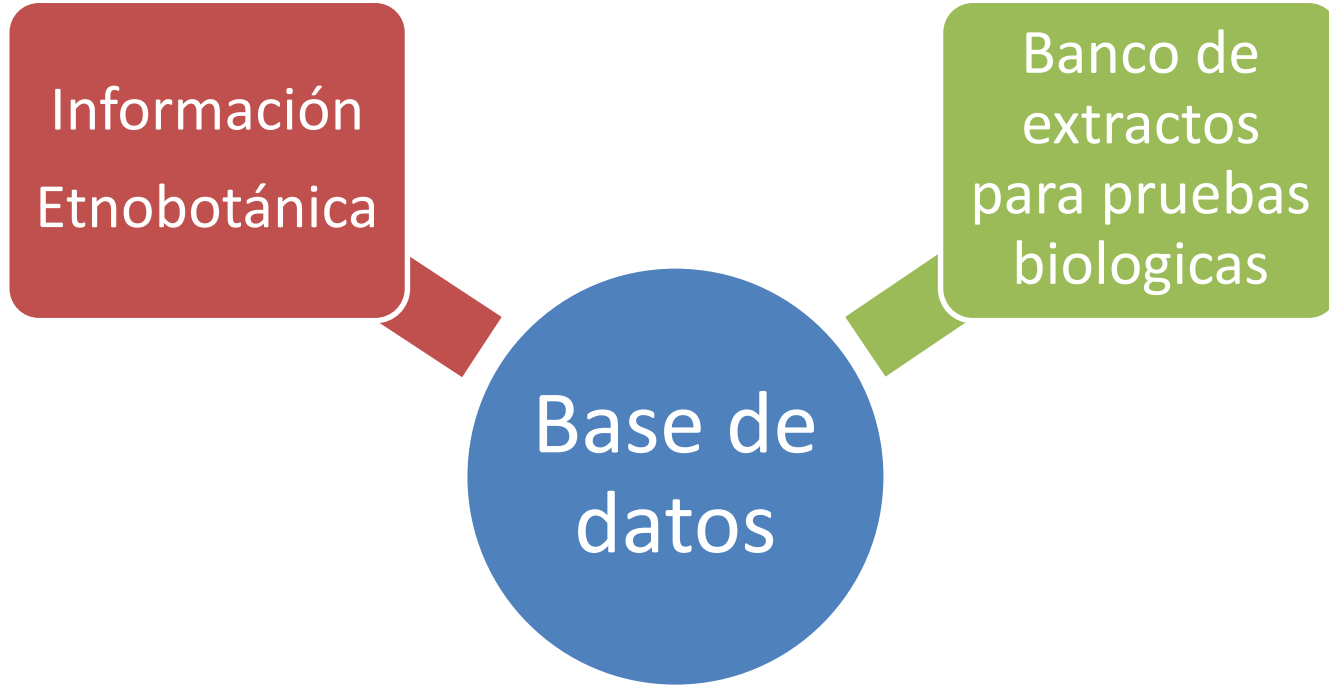 Información
Etnobotánica
Banco de
extractos
para pruebas
biologicas
Base de
datos